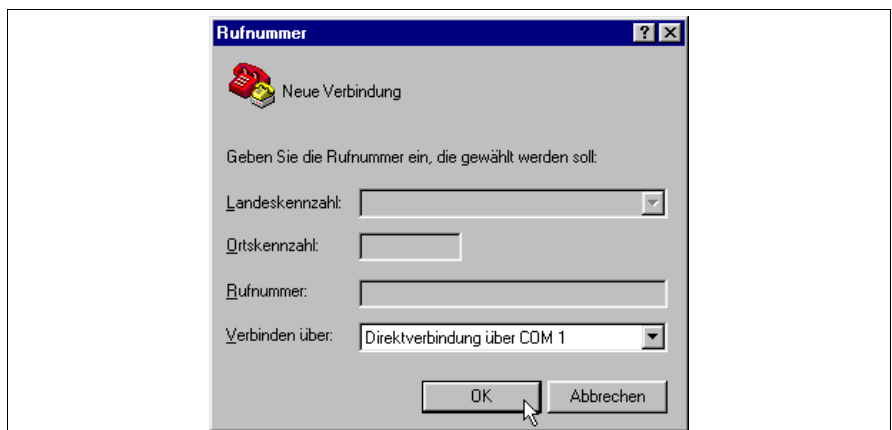 Rufnummer
Neue Verbindung
Geben Sie die Rufnummer ein, die gewählt werden soll:
Landeskennzahl:
Ortskennzahl:
Rufnummer:
Verbinden über: Direktverbindung über COM 1
OK Abbrechen